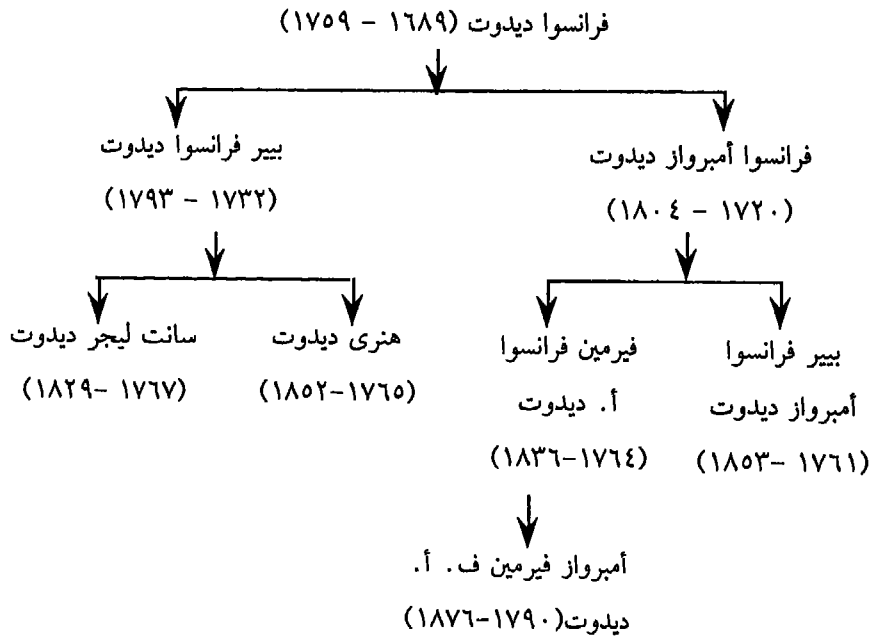 فرانسوا ديدوت (١٦٨٩ - ١٧٥٩)
فرانسوا أمبرواز ديدوت
(١٧٢٠ - ١٨٠٤)
بيير فرانسوا ديدوت
(١٧٣٢ - ١٧٩٣)
بيير فرانسوا
أمبرواز ديدوت
(١٧٦١ -١٨٥٣)
فيرمين فرانسوا
أ. ديدوت
(١٧٦٤-١٨٣٦)
هنرى ديدوت
(١٧٦٥-١٨٥٢)
سانت ليجر ديدوت
(١٧٦٧ -١٨٢٩)
أمبرواز فيرمين ف. أ.
ديدوت(١٧٩٠-١٨٧٦)